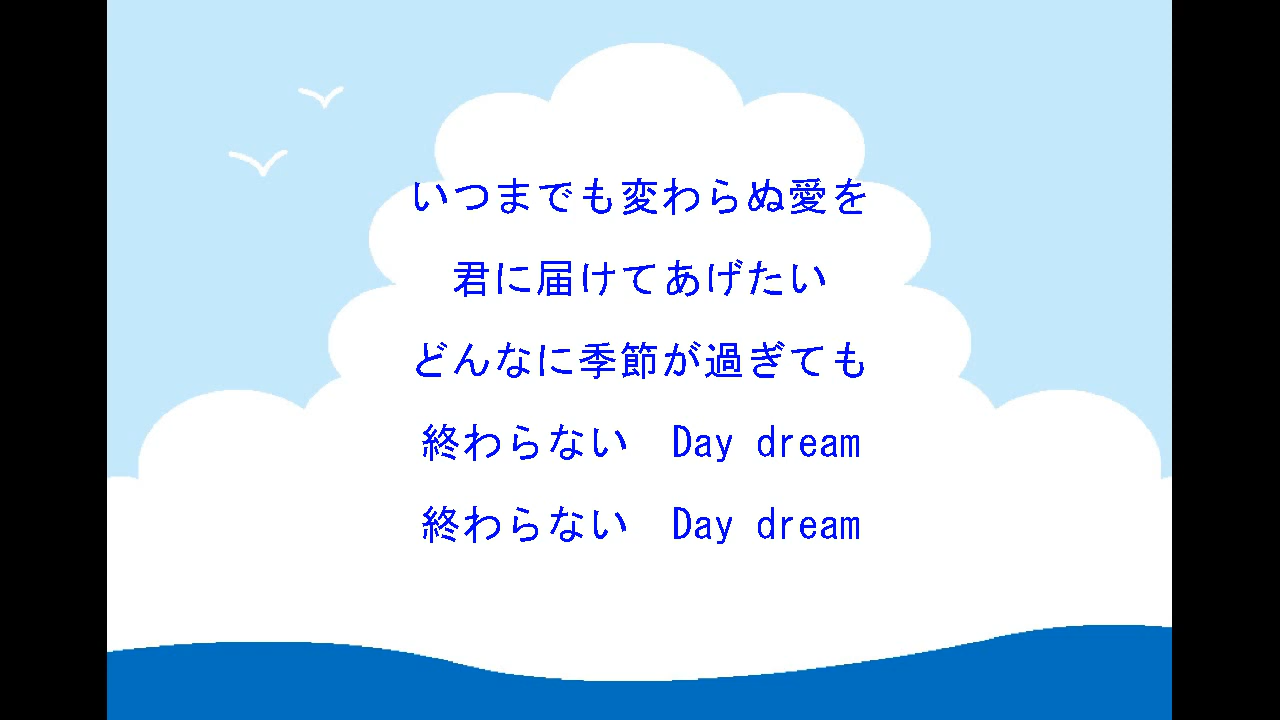 いつまでも変わらぬ愛を
君に届けてあげたい
どんなに季節が過ぎても
終わらない　Day dream
終わらない　Day dream